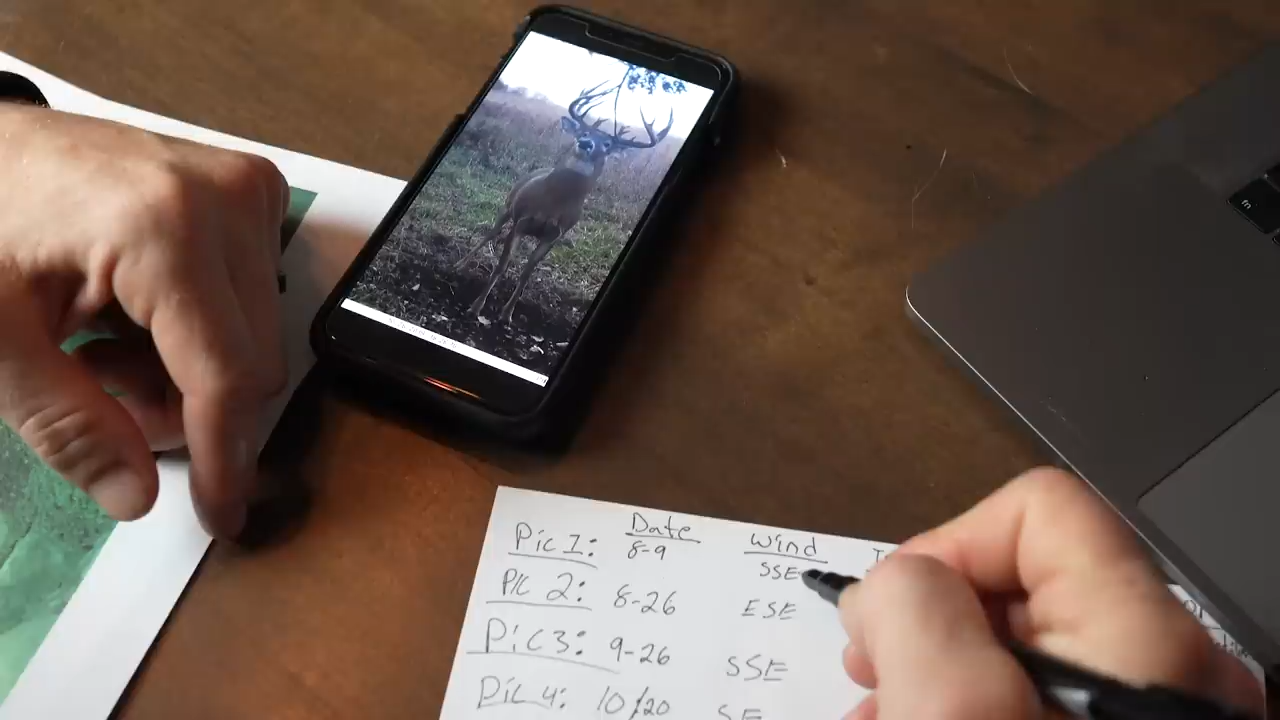 Date Wind
Pic 1: 8-9 SSE
Pic 2: 8-26 ESE
Pic 3: 9-26 SSE
Pic 4: 10/20 SE
fn